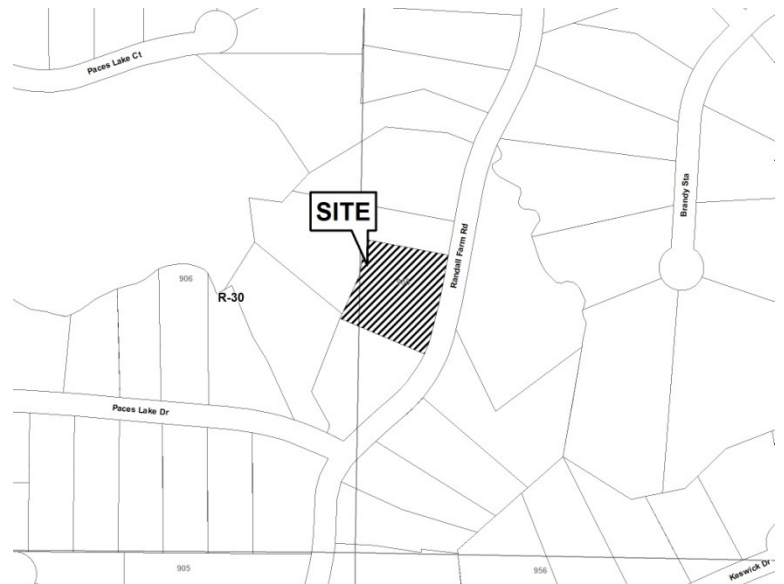 Paces Lake Ct
SITE
Randall Farm Rd
Brandy Sta
906
R-30
Paces Lake Dr
905
956
Keswick Dr